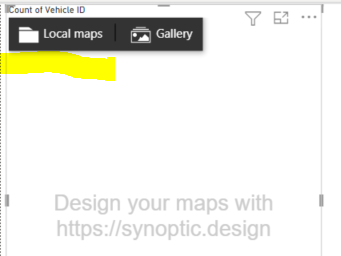 Count of Vehicle ID
Local maps Gallery
Design your maps with
https://synoptic.design